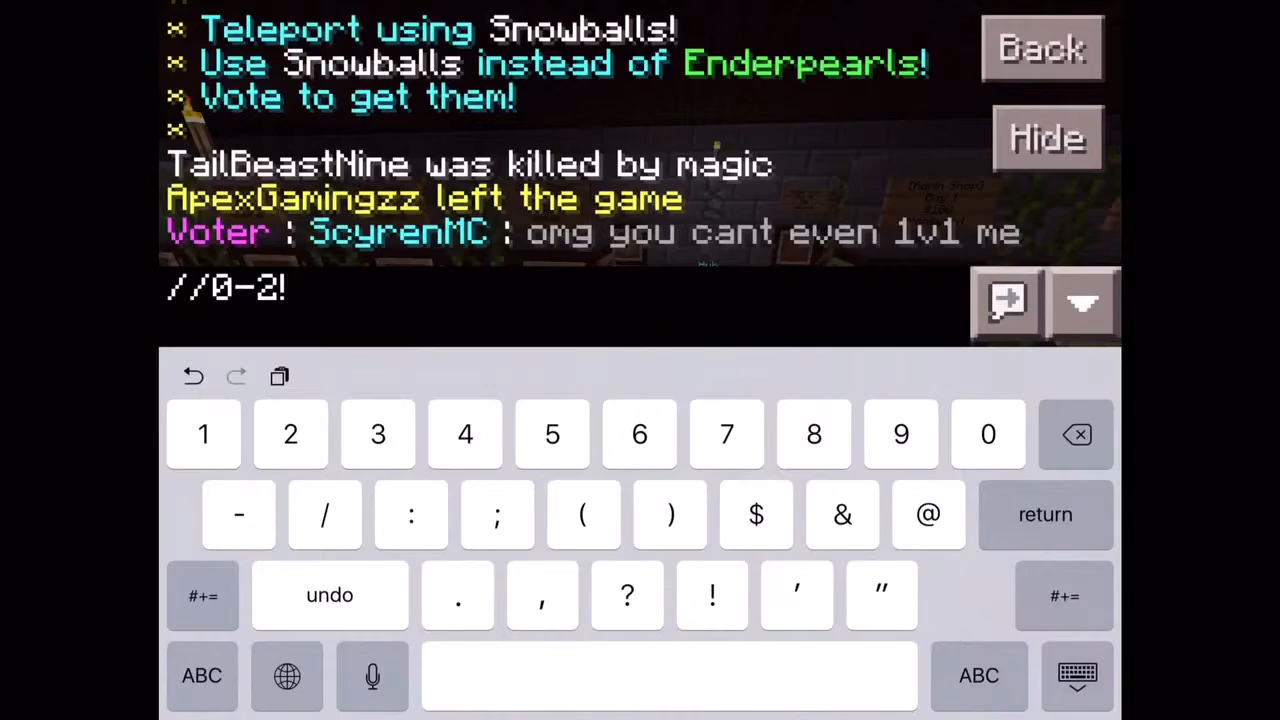 × Teleport using Snowballs!
× Use Snowballs instead of Enderpearls!
× Vote to get them!
×
TailBeastNine was killed by magic
ApexGamingzz left the game
Voter : ScyrenMC : omg you cant even 1v1 me
Back
Hide
//0-2!
1 2 3 4 5 6 7 8 9 0
- / : ; ( ) $ & @ return
#+= undo . , ? ! ' " #+=
ABC ABC